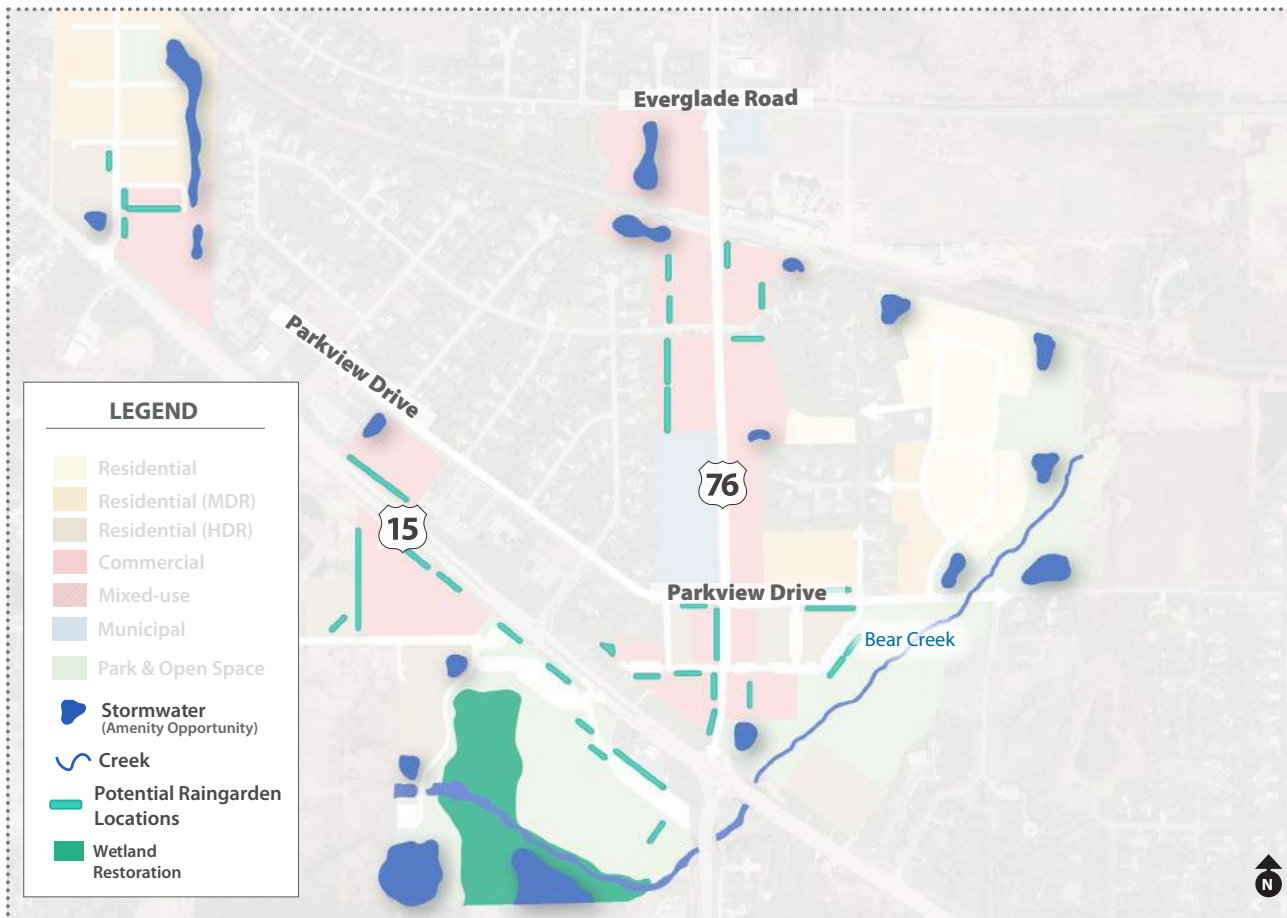 Everglade Road
Parkview Drive
76
15
Parkview Drive
Bear Creek
LEGEND
Residential
Residential (MDR)
Residential (HDR)
Commercial
Mixed-use
Municipal
Park & Open Space
Stormwater
(Amenity Opportunity)
Creek
Potential Raingarden
Locations
Wetland
Restoration
N